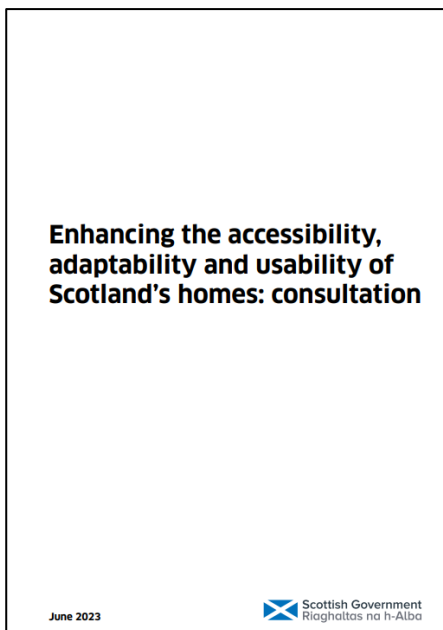 Enhancing the accessibility,
adaptability and usability of
Scotland's homes: consultation
June 2023
Scottish Government
Riaghaltas na h-Alba